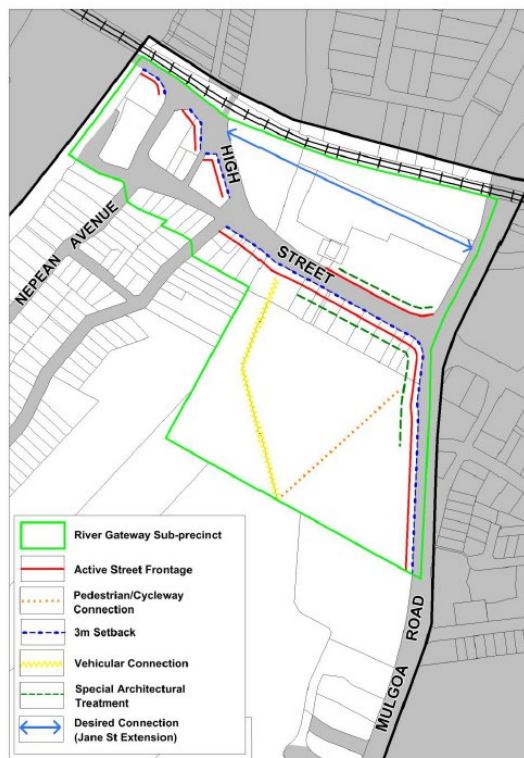 HIGH
STREET
NEPEAN AVENUE
MULGOA ROAD
River Gateway Sub-precinct
Active Street Frontage
Pedestrian/Cycleway
Connection
3m Setback
Vehicular Connection
Special Architectural
Treatment
Desired Connection
(Jane St Extension)